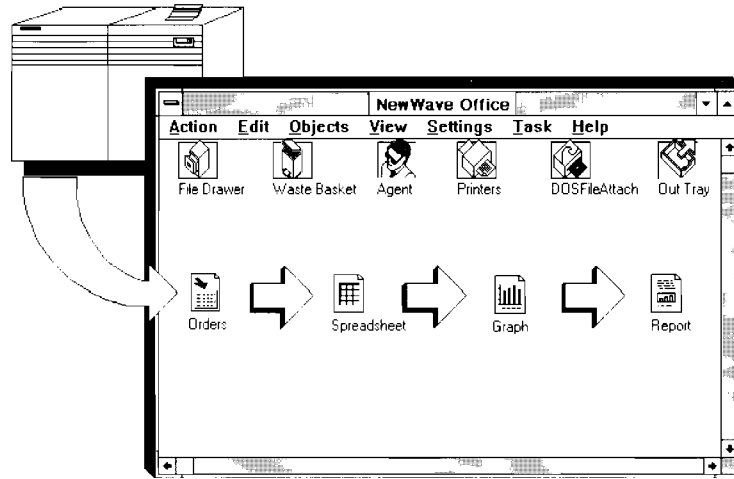 NewWave Office
Action Edit Objects View Settings Task Help
File Drawer Waste Basket Agent Printers DOSFileAttach Out Tray
Orders Spreadsheet Graph Report